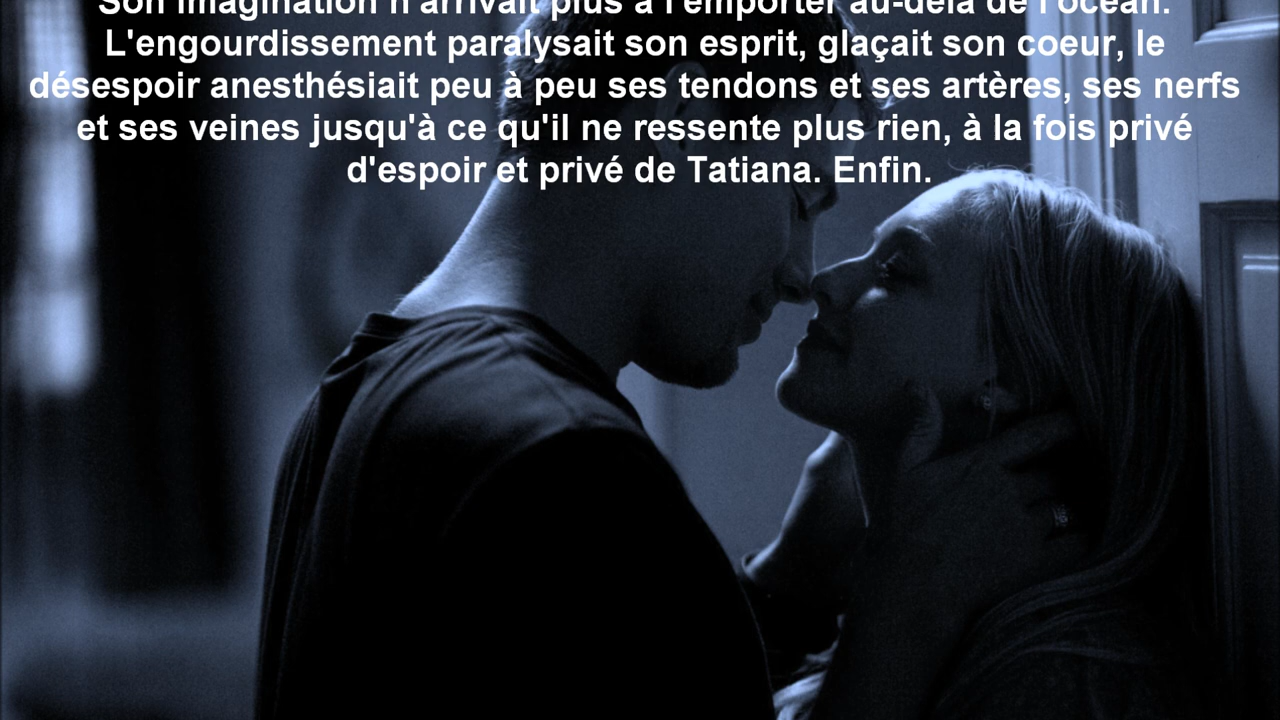 Son imagination n'arrivait plus à l'emporter au-delà de l'océan.
L'engourdissement paralysait son esprit, glaçait son coeur, le
désespoir anesthésiait peu à peu ses tendons et ses artères, ses nerfs
et ses veines jusqu'à ce qu'il ne ressente plus rien, à la fois privé
d'espoir et privé de Tatiana. Enfin.